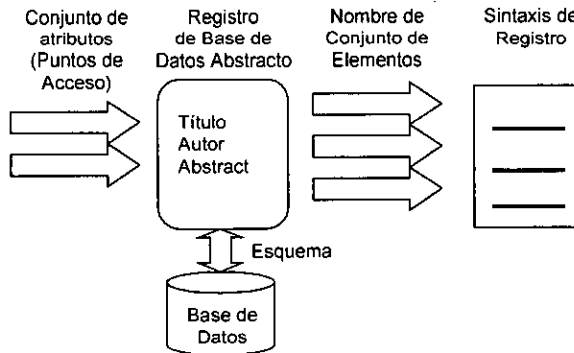 Conjunto de
atributos
(Puntos de
Acceso)
Registro
de Base de
Datos Abstracto
Nombre de
Conjunto de
Elementos
Sintaxis de
Registro
Título
Autor
Abstract
Esquema
Base de
Datos